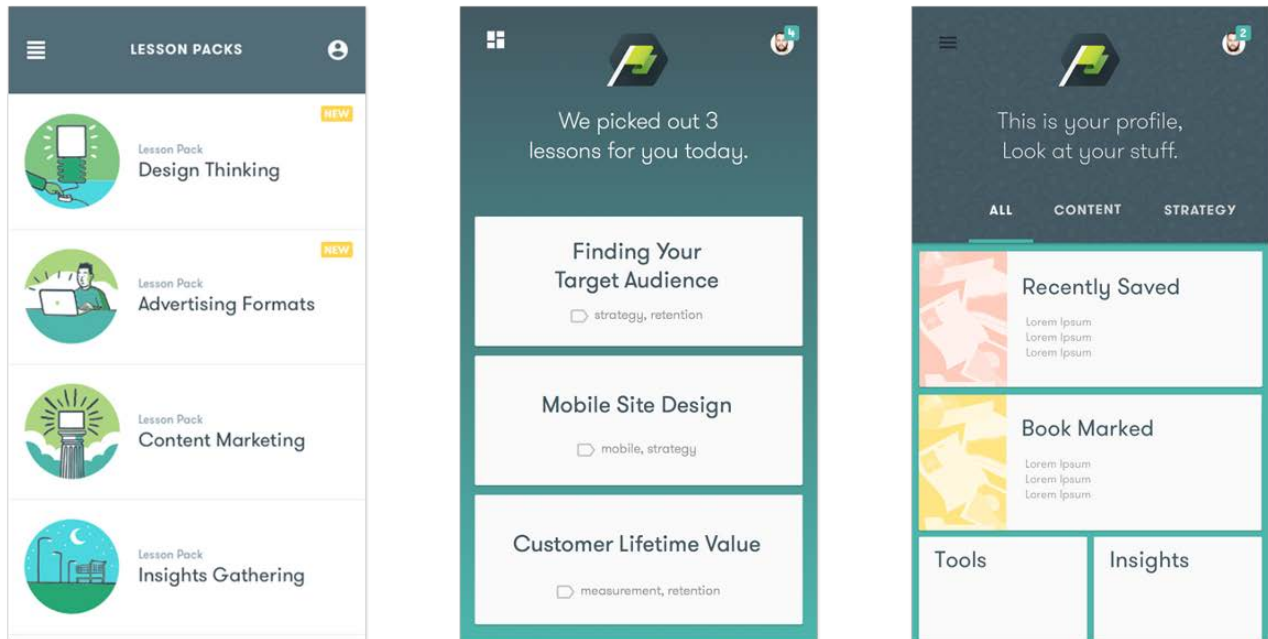 LESSON PACKS
NEW
Lesson Pack
Design Thinking
NEW
Lesson Pack
Advertising Formats
Lesson Pack
Content Marketing
Lesson Pack
Insights Gathering
4
We picked out 3
lessons for you today.
Finding Your
Target Audience
strategy, retention
Mobile Site Design
mobile, strategy
Customer Lifetime Value
measurement, retention
2
This is your profile,
Look at your stuff.
ALL CONTENT STRATEGY
Recently Saved
Lorem Ipsum
Lorem Ipsum
Lorem Ipsum
Book Marked
Lorem Ipsum
Lorem Ipsum
Lorem Ipsum
Tools Insights